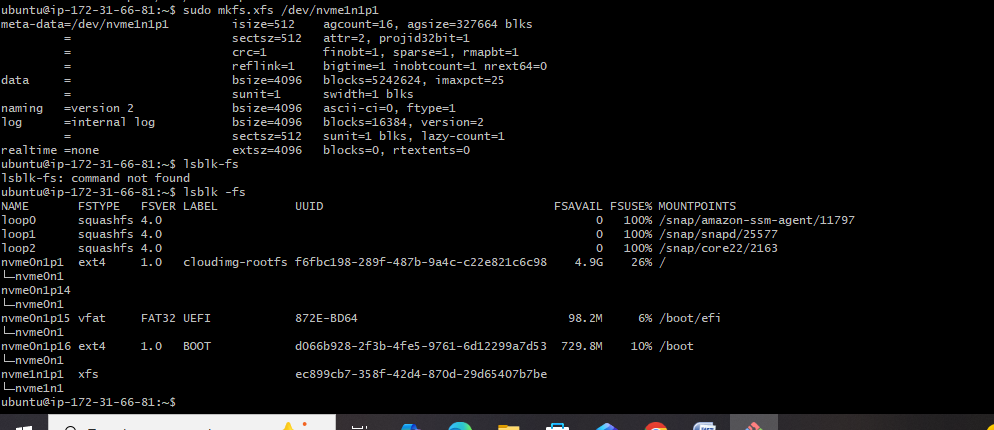 ubuntu@ip-172-31-66-81:~$ sudo mkfs.xfs /dev/nvme1n1p1
meta-data=/dev/nvme1n1p1         isize=512    agcount=16, agsize=327664 blks
         =                       sectsz=512   attr=2, projid32bit=1
         =                       crc=1        finobt=1, sparse=1, rmapbt=1
         =                       reflink=1    bigtime=1 inobtcount=1 nrext64=0
data     =                       bsize=4096   blocks=5242624, imaxpct=25
         =                       sunit=1      swidth=1 blks
naming   =version 2              bsize=4096   ascii-ci=0, ftype=1
log      =internal log           bsize=4096   blocks=16384, version=2
         =                       sectsz=512   sunit=1 blks, lazy-count=1
realtime =none                   extsz=4096   blocks=0, rtextents=0
ubuntu@ip-172-31-66-81:~$ lsblk-fs
lsblk-fs: command not found
ubuntu@ip-172-31-66-81:~$ lsblk -fs
NAME       FSTYPE   FSVER LABEL           UUID                                 FSAVAIL FSUSE% MOUNTPOINTS
loop0      squashfs 4.0                                                              0   100% /snap/amazon-ssm-agent/11797
loop1      squashfs 4.0                                                              0   100% /snap/snapd/25577
loop2      squashfs 4.0                                                              0   100% /snap/core22/2163
nvme0n1p1  ext4     1.0   cloudimg-rootfs f6fbc198-289f-487b-9a4c-c22e821c6c98    4.9G    26% /
└─nvme0n1
nvme0n1p14
└─nvme0n1
nvme0n1p15 vfat     FAT32 UEFI            872E-BD64                              98.2M     6% /boot/efi
└─nvme0n1
nvme0n1p16 ext4     1.0   BOOT            d066b928-2f3b-4fe5-9761-6d12299a7d53  729.8M    10% /boot
└─nvme0n1
nvme1n1p1  xfs                            ec899cb7-358f-42d4-870d-29d65407b7be
└─nvme1n1
ubuntu@ip-172-31-66-81:~$